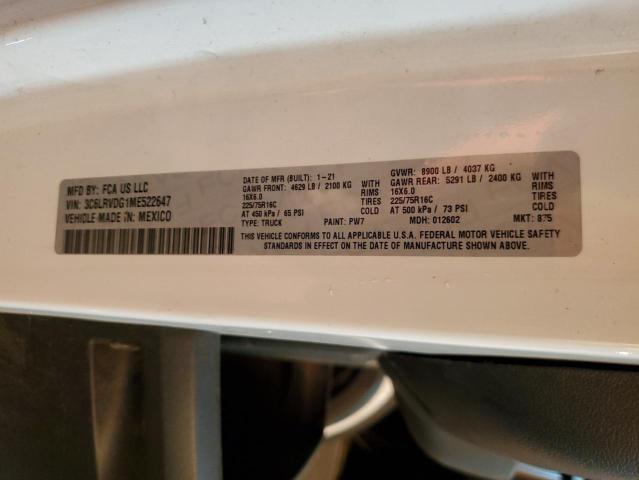 MFD BY: FCA US LLC
VIN: 3C6LRVDG1ME522647
VEHICLE MADE IN: MEXICO
DATE OF MFR (BUILT): 1-21
GAWR FRONT: 4629 LB / 2100 KG
16X6.0
225/75R16C
AT 450 kPa / 65 PSI
TYPE: TRUCK
WITH
RIMS
TIRES
COLD
PAINT: PW7
GVWR: 8900 LB / 4037 KG
GAWR REAR: 5291 LB / 2400 KG
16X6.0
225/75R16C
AT 500 kPa / 73 PSI
MDH: 012602
WITH
RIMS
TIRES
COLD
MKT: 875
THIS VEHICLE CONFORMS TO ALL APPLICABLE U.S.A. FEDERAL MOTOR VEHICLE SAFETY
STANDARDS IN EFFECT ON THE DATE OF MANUFACTURE SHOWN ABOVE.